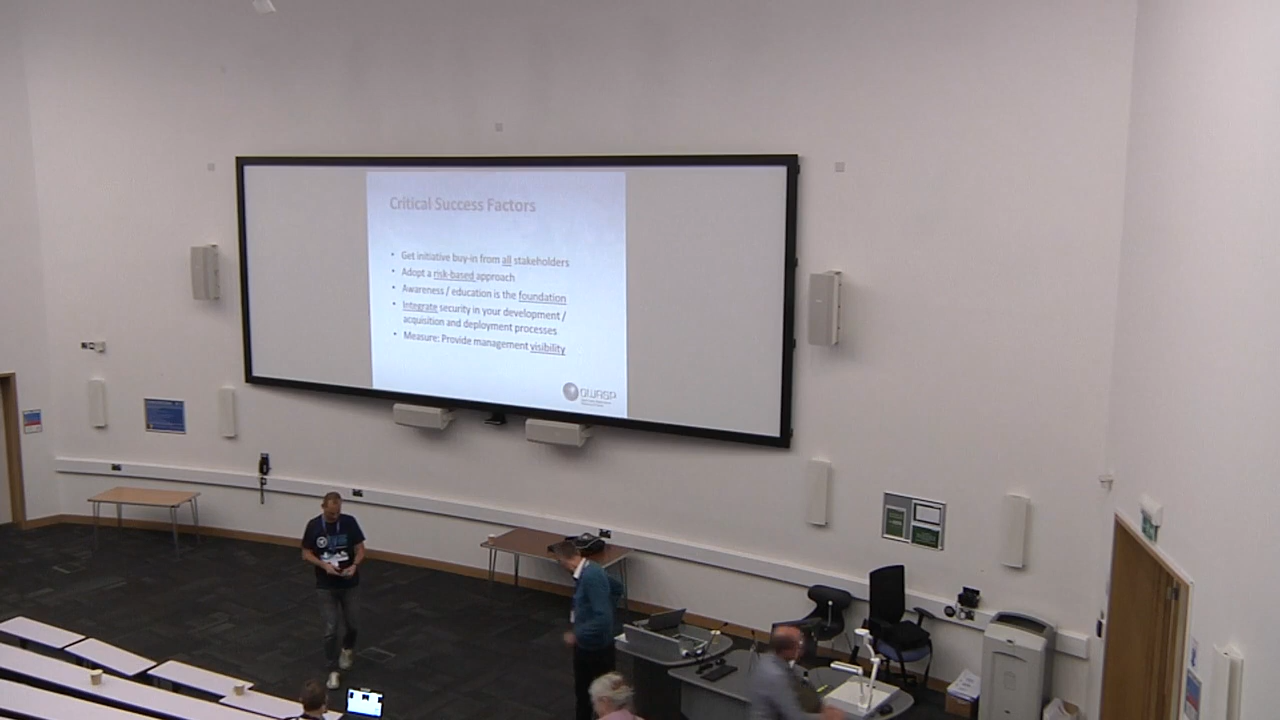 Critical Success Factors
• Get initiative buy-in from all stakeholders
• Adopt a risk-based approach
• Awareness / education is the foundation
• Integrate security in your development /
acquisition and deployment processes
• Measure: Provide management visibility
OWASP